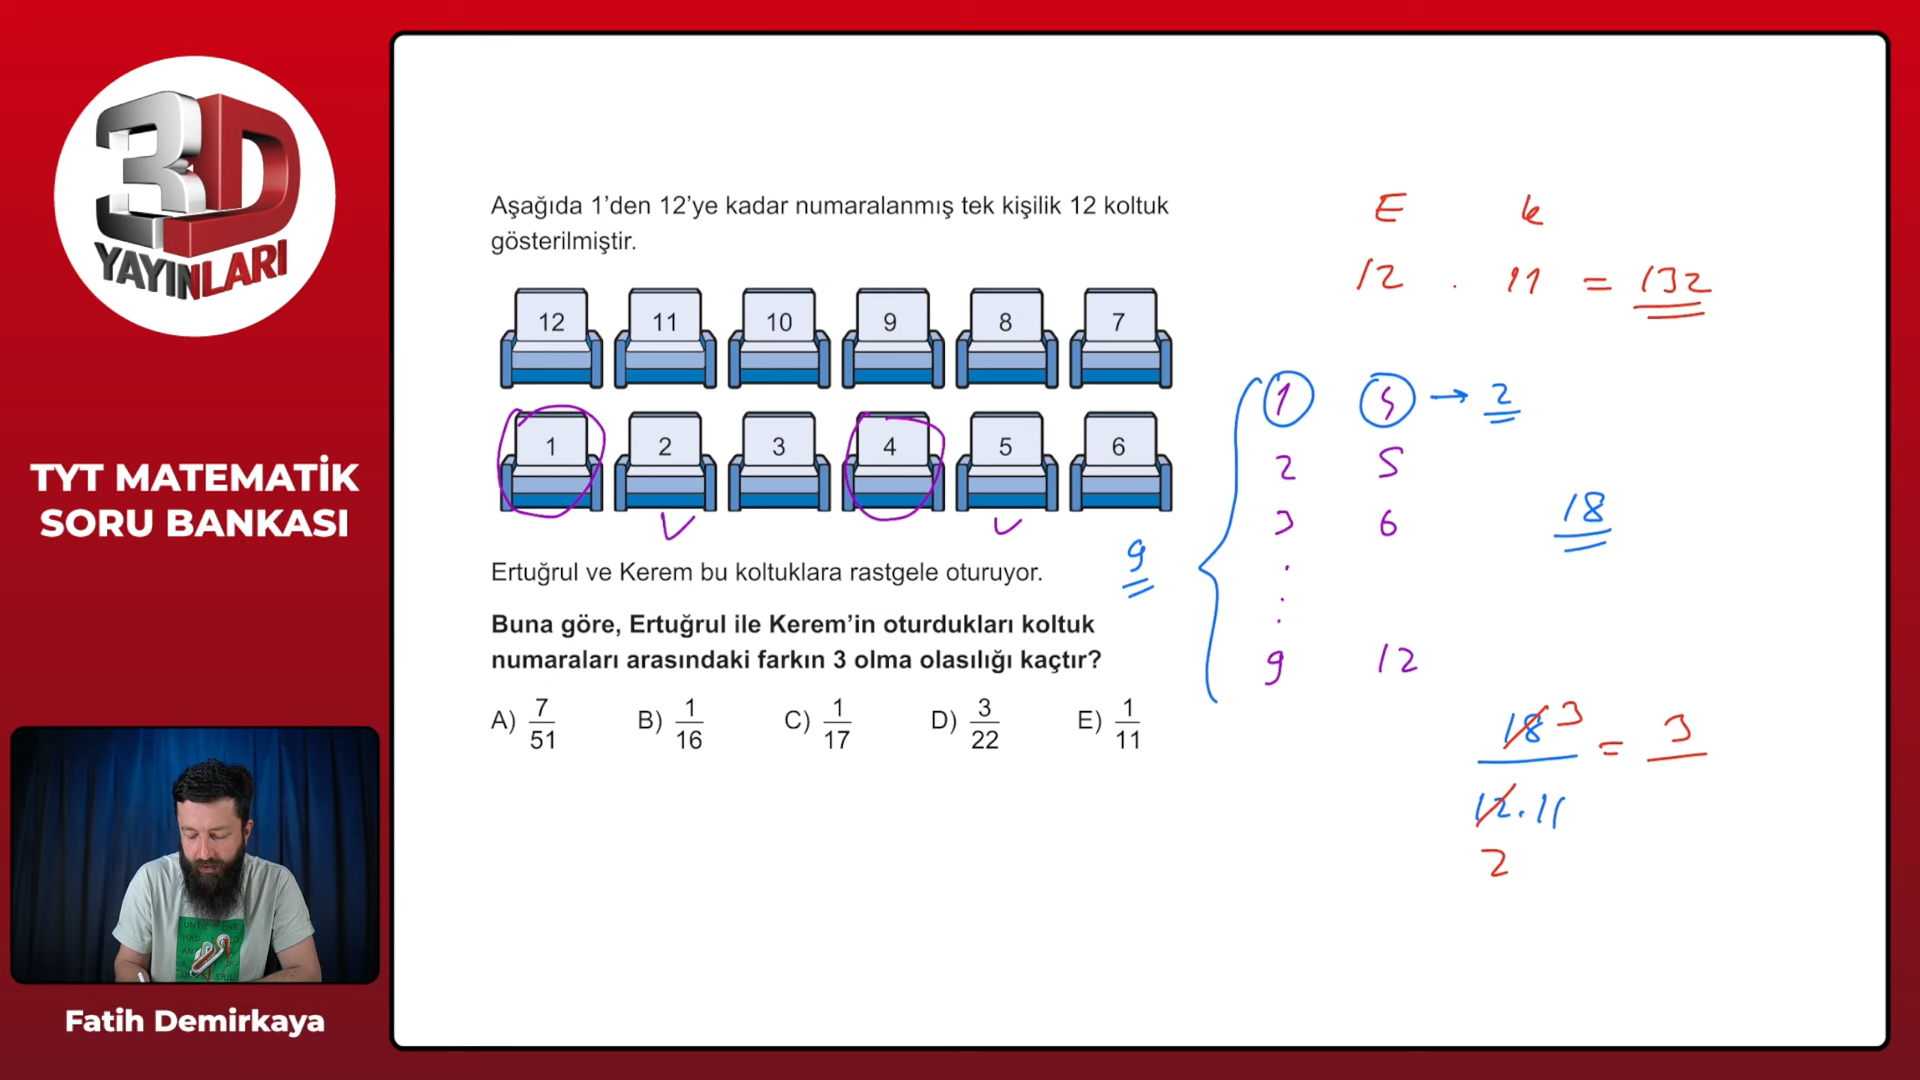 3D
YAYINLARI
TYT MATEMATİK
SORU BANKASI
Fatih Demirkaya
Aşağıda 1’den 12’ye kadar numaralanmış tek kişilik 12 koltuk
gösterilmiştir.
12 11 10 9 8 7
1 2 3 4 5 6
Ertuğrul ve Kerem bu koltuklara rastgele oturuyor.
Buna göre, Ertuğrul ile Kerem’in oturdukları koltuk
numaraları arasındaki farkın 3 olma olasılığı kaçtır?
A) 7/51 B) 1/16 C) 1/17 D) 3/22 E) 1/11
E k
12 . 11 = 132
1 4 → 2
2 5
3 6
18
9
.
:
9 12
18 3 = 3
12.11
2